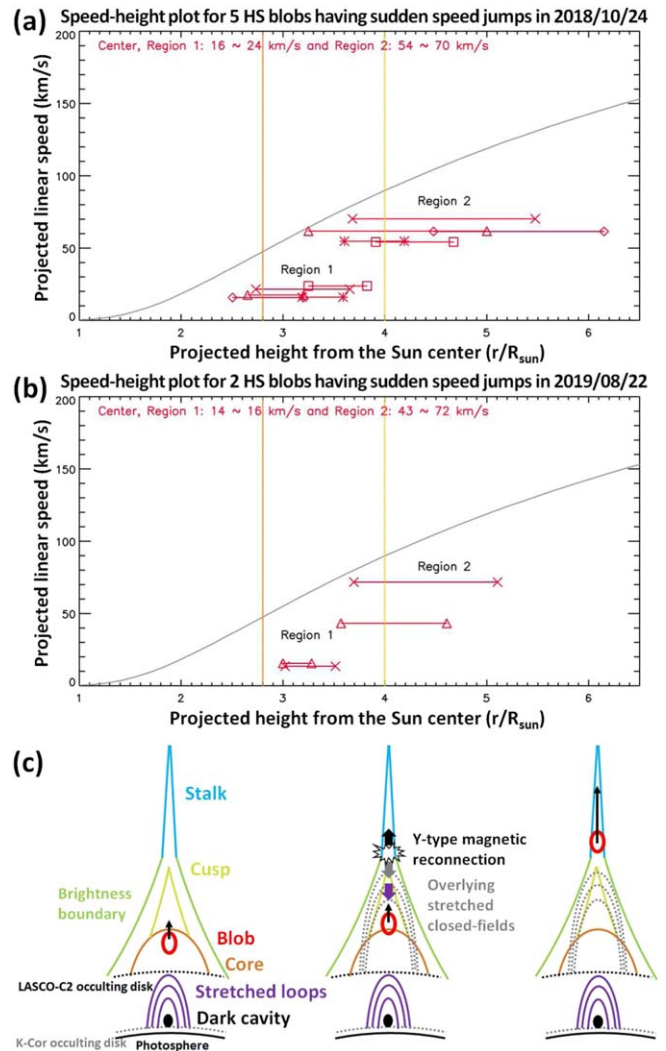 (a) Speed-height plot for 5 HS blobs having sudden speed jumps in 2018/10/24
Center, Region 1: 16 ~ 24 km/s and Region 2: 54 ~ 70 km/s
200
150
100
50
0
Projected linear speed (km/s)
Region 2
Region 1
1 2 3 4 5 6
Projected height from the Sun center (r/R_sun)
(b) Speed-height plot for 2 HS blobs having sudden speed jumps in 2019/08/22
Center, Region 1: 14 ~ 16 km/s and Region 2: 43 ~ 72 km/s
200
150
100
50
0
Projected linear speed (km/s)
Region 2
Region 1
1 2 3 4 5 6
Projected height from the Sun center (r/R_sun)
(c)
Stalk
Cusp
Brightness
boundary
Blob
Core
LASCO-C2 occulting disk
Stretched loops
Dark cavity
K-Cor occulting disk
Photosphere
Y-type magnetic
reconnection
Overlying
stretched
closed-fields